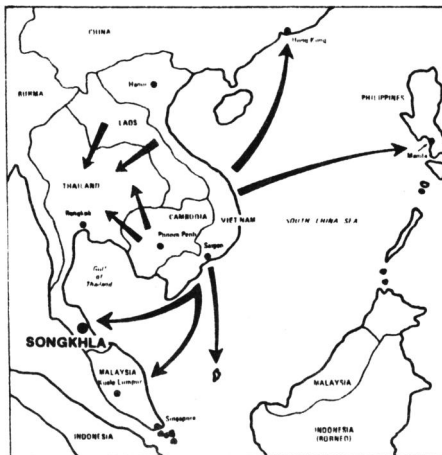 CHINA
Hong Kong
BURMA
Hanoi
PHILIPPINES
LAOS
Manila
THAILAND
CAMBODIA
VIET NAM
SOUTH CHINA SEA
Bangkok
Pnonm Penh
Saigon
Gulf
of
Thailand
SONGKHLA
MALAYSIA
Kuala Lumpur
MALAYSIA
Singapore
INDONESIA
INDONESIA
(BORNEO)